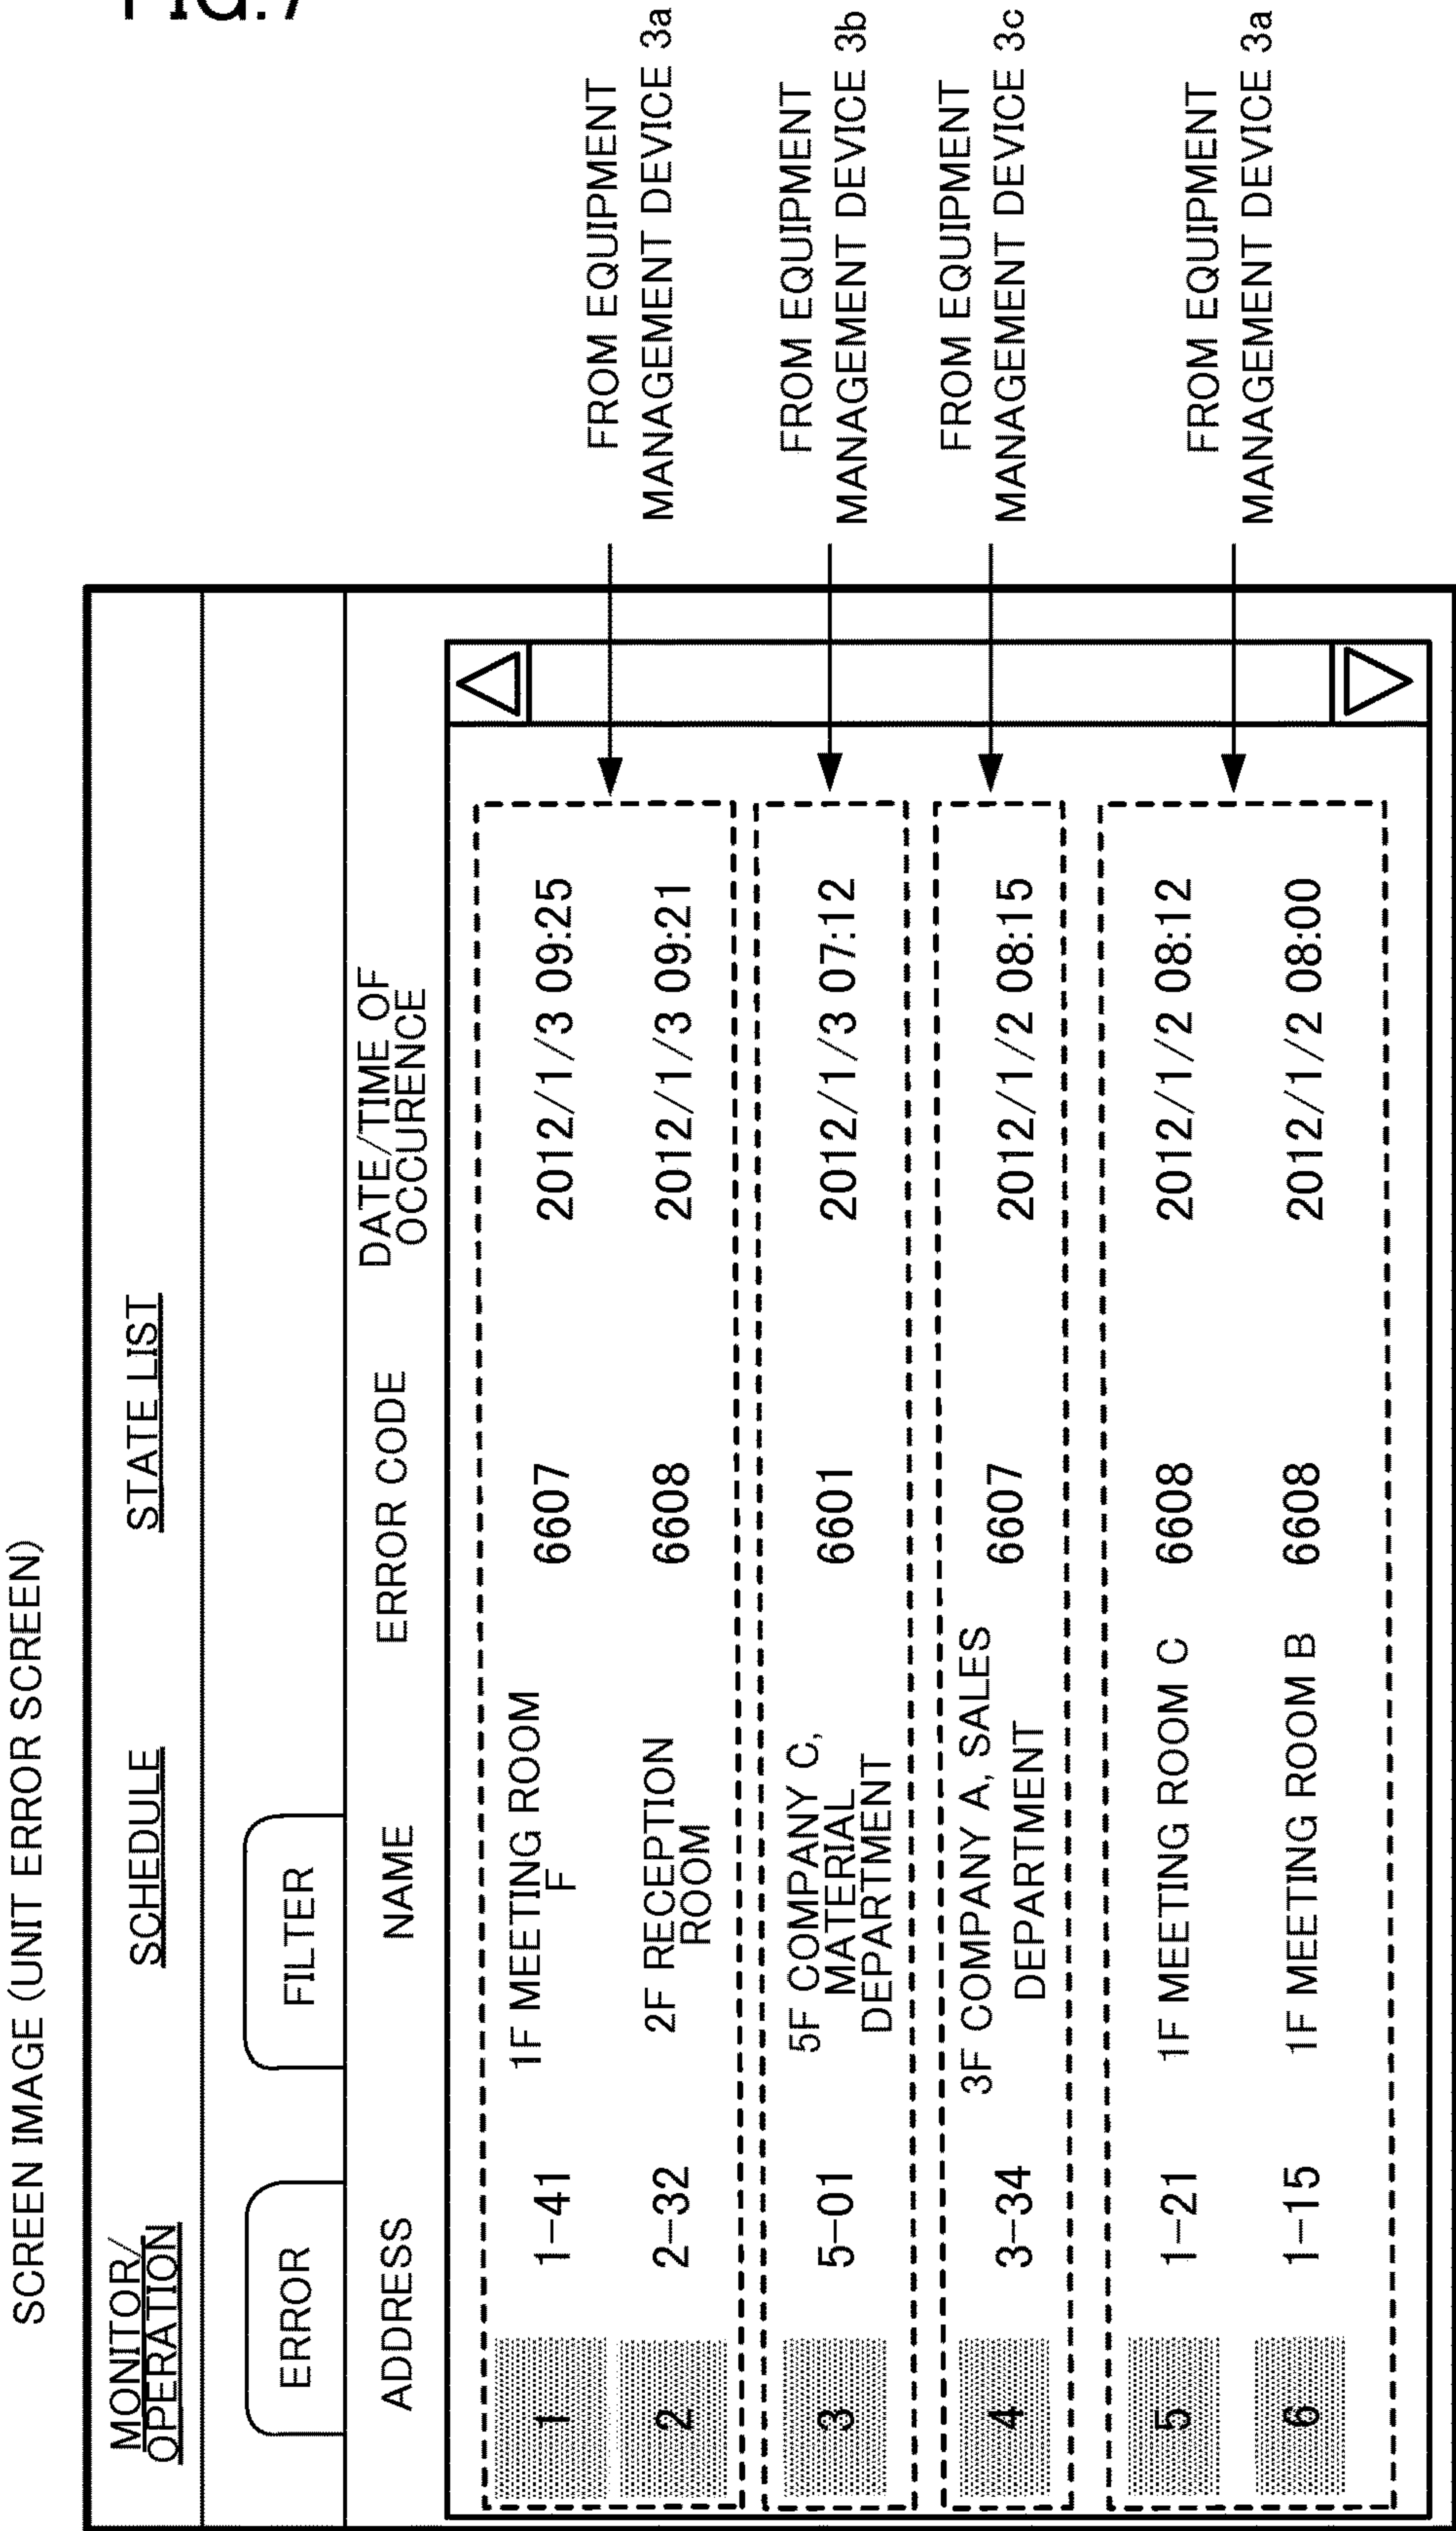 FIG.7
SCREEN IMAGE (UNIT ERROR SCREEN)
MONITOR/
OPERATION
SCHEDULE
STATE LIST
ERROR
FILTER
ADDRESS
NAME
ERROR CODE
DATE/TIME OF
OCCURENCE
1 1-41 1F MEETING ROOM
F
6607 2012/1/3 09:25
2 2-32 2F RECEPTION
ROOM
6608 2012/1/3 09:21
FROM EQUIPMENT
MANAGEMENT DEVICE 3a
3 5-01 5F COMPANY C,
MATERIAL
DEPARTMENT
6601 2012/1/3 07:12
FROM EQUIPMENT
MANAGEMENT DEVICE 3b
4 3-34 3F COMPANY A, SALES
DEPARTMENT
6607 2012/1/2 08:15
FROM EQUIPMENT
MANAGEMENT DEVICE 3c
5 1-21 1F MEETING ROOM C 6608 2012/1/2 08:12
6 1-15 1F MEETING ROOM B 6608 2012/1/2 08:00
FROM EQUIPMENT
MANAGEMENT DEVICE 3a